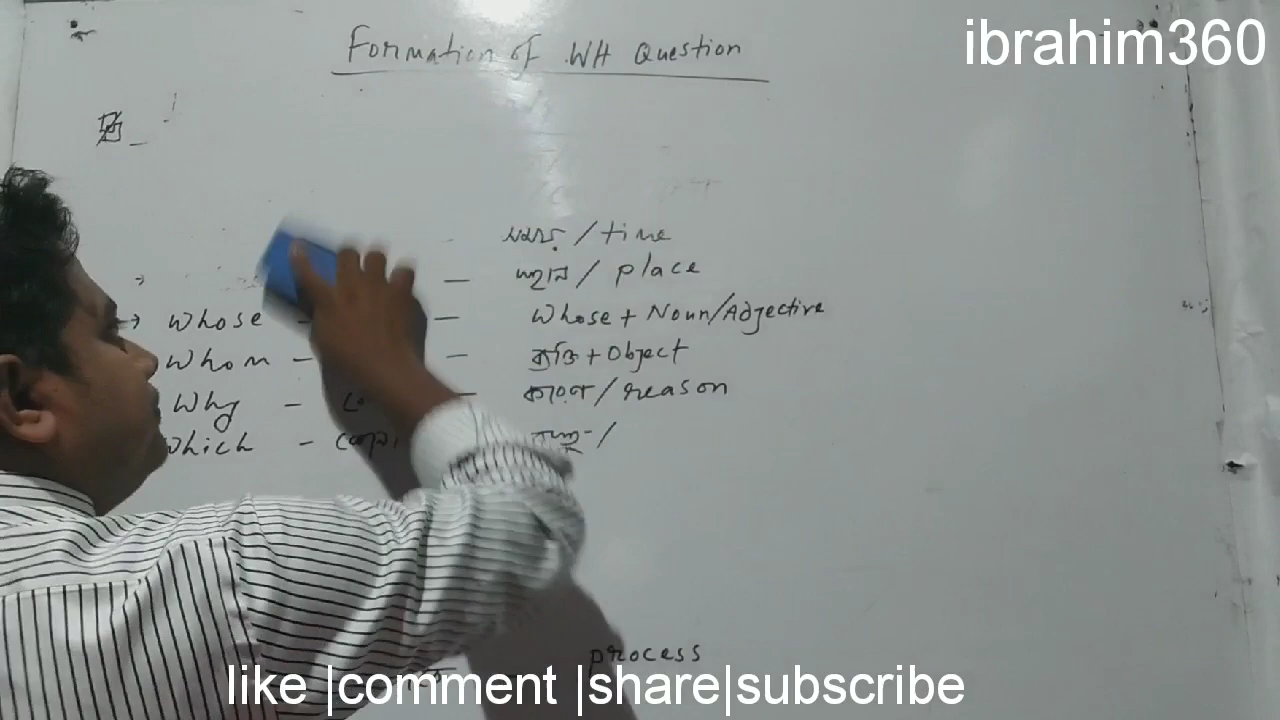 ibrahim360
Formation of WH Question
সময় / time
স্থান / place
→ whose - — whose + Noun/Adjective
whom - — ব্যক্তি + Object
why - — কারণ / reason
which - বস্তু /
process
like |comment |share|subscribe